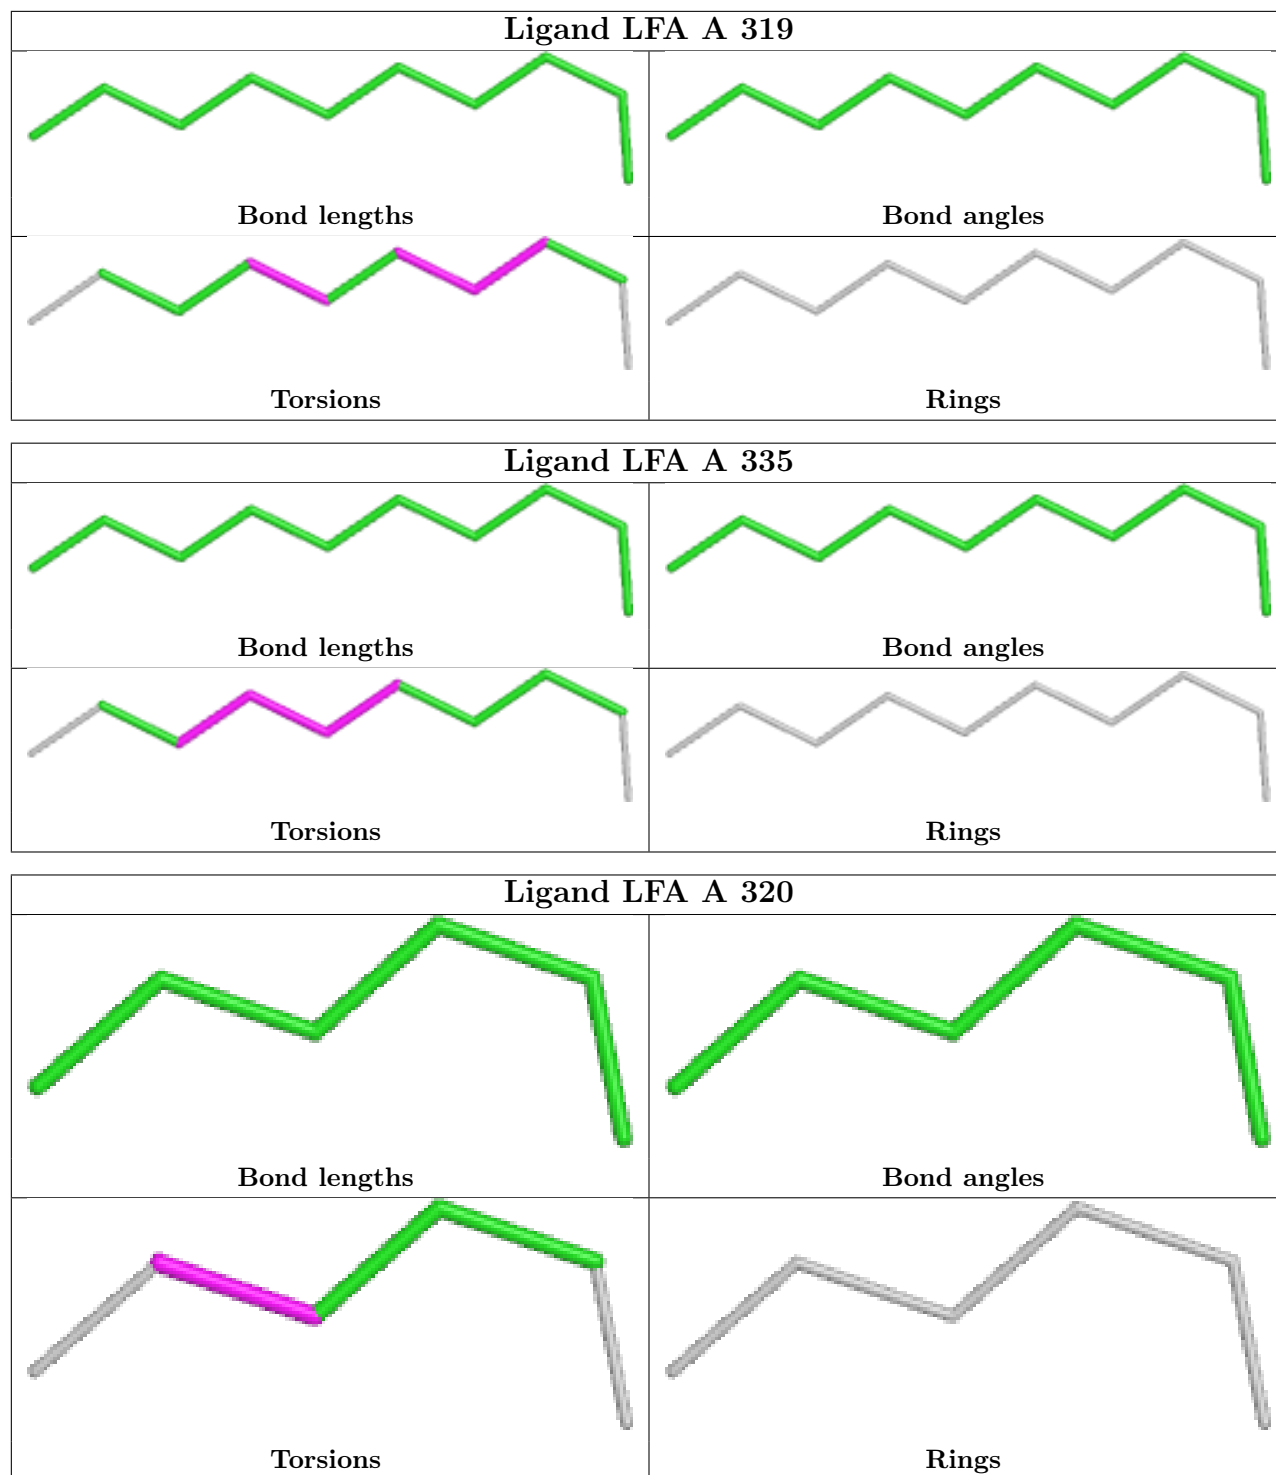 Ligand LFA A 319
Bond lengths
Bond angles
Torsions
Rings
Ligand LFA A 335
Bond lengths
Bond angles
Torsions
Rings
Ligand LFA A 320
Bond lengths
Bond angles
Torsions
Rings